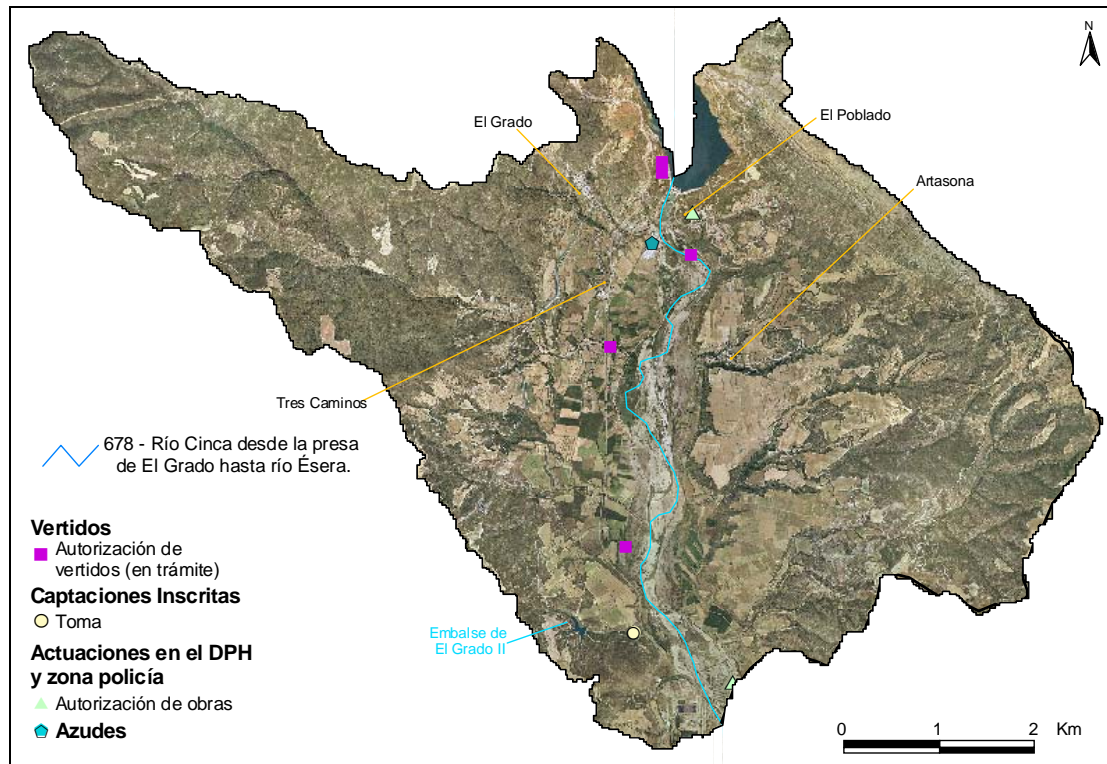 N
El Grado
El Poblado
Artasona
Tres Caminos
678 - Río Cinca desde la presa
de El Grado hasta río Ésera.
Vertidos
Autorización de
vertidos (en trámite)
Captaciones Inscritas
Toma
Actuaciones en el DPH
y zona policía
Autorización de obras
Azudes
Embalse de
El Grado II
0 1 2 Km